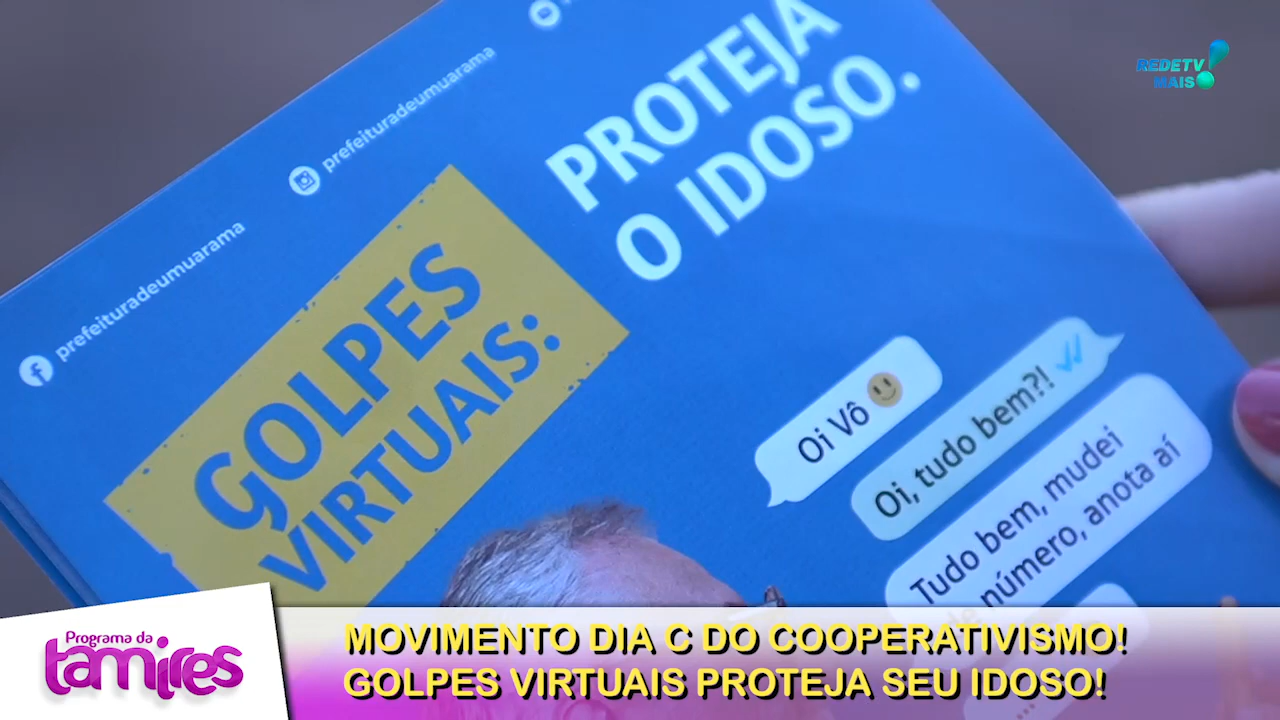 REDETV
MAIS
prefeituradeumuarama
prefeituradeumuarama
PROTEJA
O IDOSO.
GOLPES
VIRTUAIS:
Oi Vô
Oi, tudo bem?!
Tudo bem, mudei
de número, anota aí
Programa da
tamires
MOVIMENTO DIA C DO COOPERATIVISMO!
GOLPES VIRTUAIS PROTEJA SEU IDOSO!